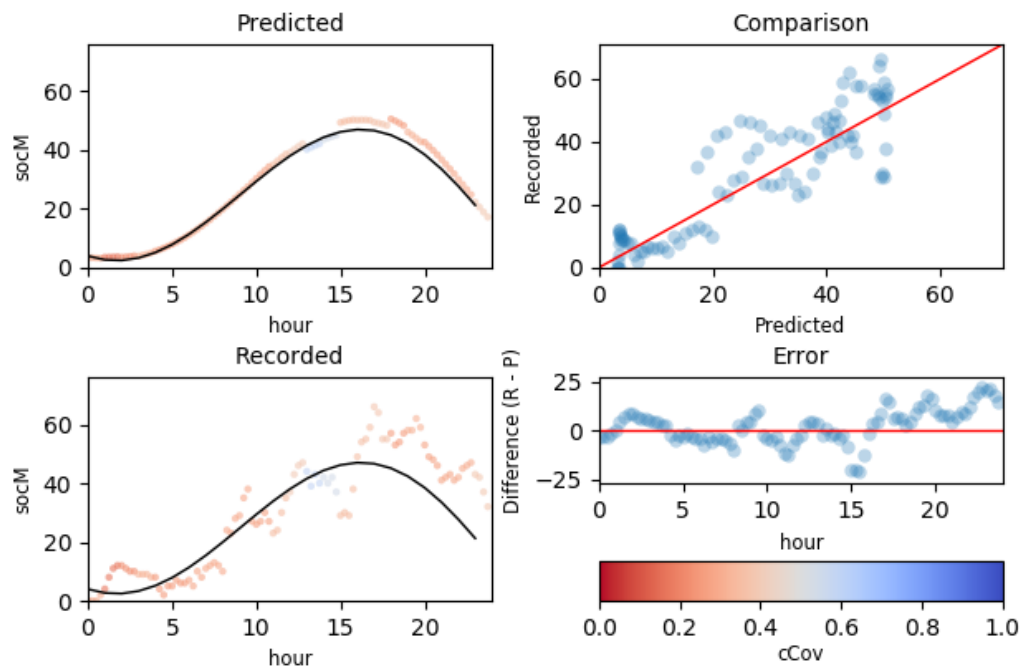 Predicted
socM
60
40
20
0
0 5 10 15 20
hour
Comparison
Recorded
60
40
20
0
0 20 40 60
Predicted
Recorded
socM
60
40
20
0
0 5 10 15 20
hour
Error
Difference (R - P)
25
0
−25
0 5 10 15 20
hour
0.0 0.2 0.4 0.6 0.8 1.0
cCov